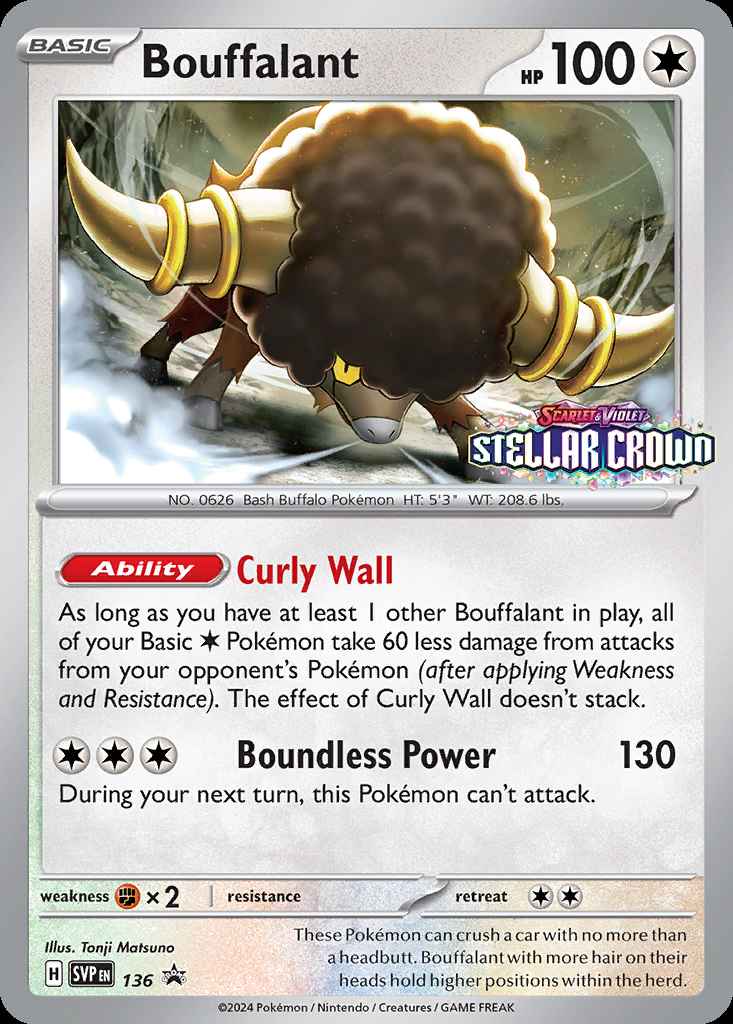 BASIC
Bouffalant
HP 100
SCARLET & VIOLET
STELLAR CROWN
NO. 0626 Bash Buffalo Pokémon HT: 5'3" WT: 208.6 lbs.
Ability Curly Wall
As long as you have at least 1 other Bouffalant in play, all
of your Basic Pokémon take 60 less damage from attacks
from your opponent's Pokémon (after applying Weakness
and Resistance). The effect of Curly Wall doesn't stack.
Boundless Power 130
During your next turn, this Pokémon can't attack.
weakness ×2 resistance retreat
Illus. Tonji Matsuno
H SVP EN 136
These Pokémon can crush a car with no more than
a headbutt. Bouffalant with more hair on their
heads hold higher positions within the herd.
©2024 Pokémon / Nintendo / Creatures / GAME FREAK